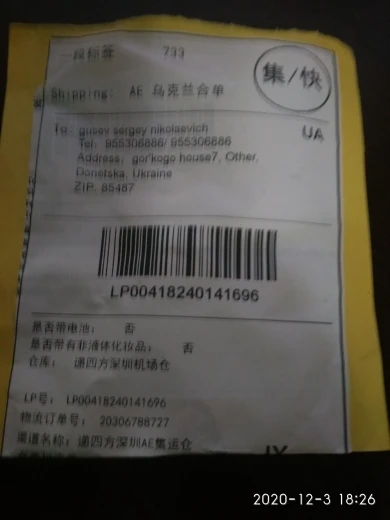 一段标签 733
集/快
Shipping: AE 乌克兰合单
To: gusev sergey nikolaevich UA
Tel: 955306886/ 955306886
Address: gor'kogo house7, Other,
Donetska, Ukraine
ZIP: 85487
LP00418240141696
是否带电池： 否
是否带有非液体化妆品： 否
仓库： 递四方深圳机场仓
LP号： LP00418240141696
物流订单号： 20306788727
渠道名称：递四方深圳AE集运仓
2020-12-3 18:26